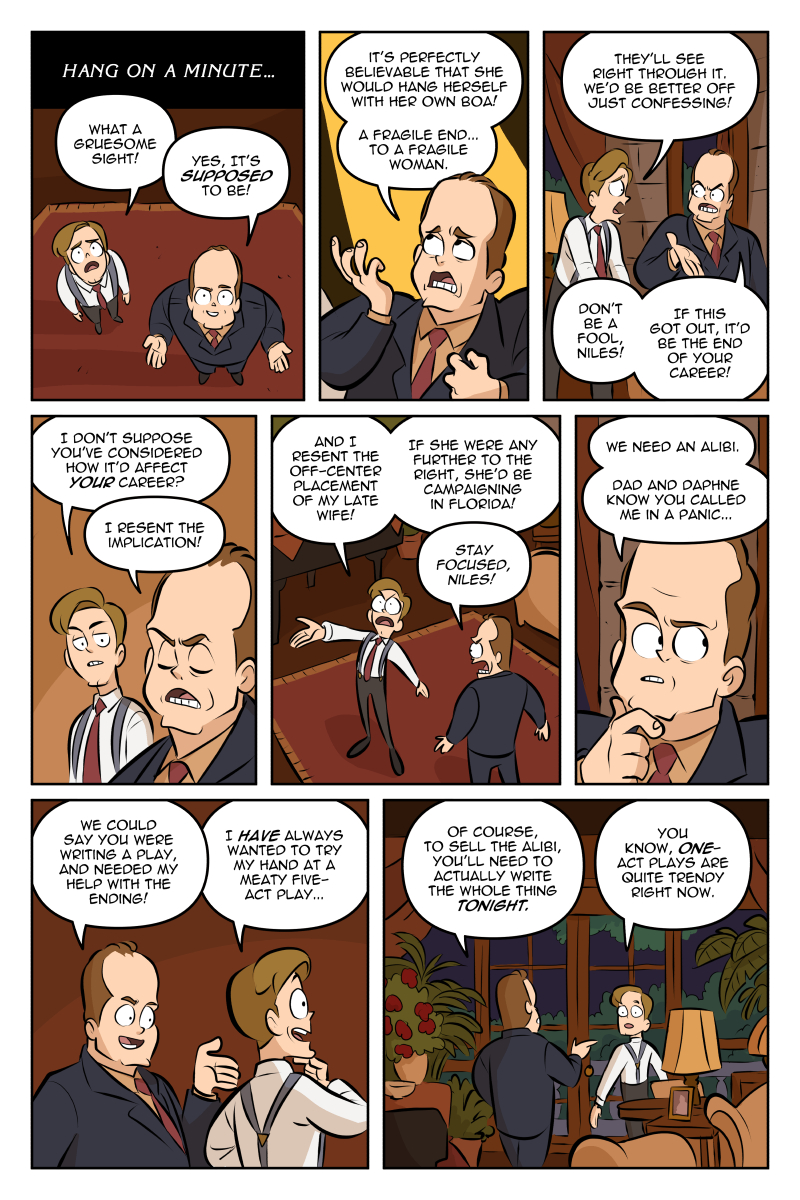 HANG ON A MINUTE...
WHAT A
GRUESOME
SIGHT!
YES, IT'S
SUPPOSED
TO BE!
IT'S PERFECTLY
BELIEVABLE THAT SHE
WOULD HANG HERSELF
WITH HER OWN BOA!
A FRAGILE END...
TO A FRAGILE
WOMAN.
THEY'LL SEE
RIGHT THROUGH IT.
WE'D BE BETTER OFF
JUST CONFESSING!
DON'T
BE A
FOOL,
NILES!
IF THIS
GOT OUT, IT'D
BE THE END
OF YOUR
CAREER!
I DON'T SUPPOSE
YOU'VE CONSIDERED
HOW IT'D AFFECT
YOUR CAREER?
I RESENT THE
IMPLICATION!
AND I
RESENT THE
OFF-CENTER
PLACEMENT
OF MY LATE
WIFE!
IF SHE WERE ANY
FURTHER TO THE
RIGHT, SHE'D BE
CAMPAIGNING
IN FLORIDA!
STAY
FOCUSED,
NILES!
WE NEED AN ALIBI.
DAD AND DAPHNE
KNOW YOU CALLED
ME IN A PANIC...
WE COULD
SAY YOU WERE
WRITING A PLAY,
AND NEEDED MY
HELP WITH THE
ENDING!
I HAVE ALWAYS
WANTED TO TRY
MY HAND AT A
MEATY FIVE-
ACT PLAY...
OF COURSE,
TO SELL THE ALIBI,
YOU'LL NEED TO
ACTUALLY WRITE
THE WHOLE THING
TONIGHT.
YOU
KNOW, ONE-
ACT PLAYS ARE
QUITE TRENDY
RIGHT NOW.